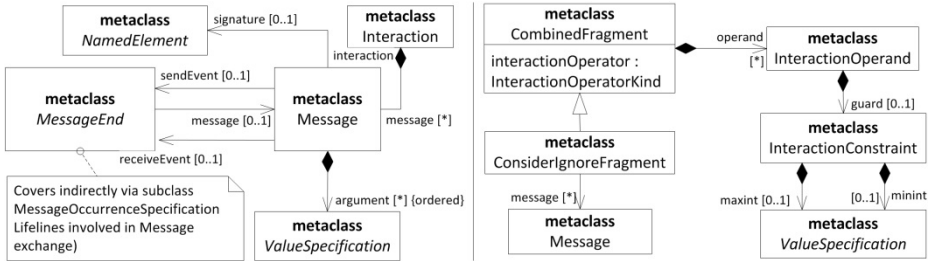 metaclass
NamedElement
signature [0..1]
metaclass
Interaction
interaction
sendEvent [0..1]
metaclass
MessageEnd
message [0..1]
metaclass
Message
message [*]
receiveEvent [0..1]
Covers indirectly via subclass
MessageOccurrenceSpecification
Lifelines involved in Message
exchange)
argument [*] {ordered}
metaclass
ValueSpecification
metaclass
CombinedFragment
interactionOperator :
InteractionOperatorKind
operand
[*]
metaclass
InteractionOperand
guard [0..1]
metaclass
ConsiderIgnoreFragment
metaclass
InteractionConstraint
message [*]
metaclass
Message
maxint [0..1]
[0..1] minint
metaclass
ValueSpecification